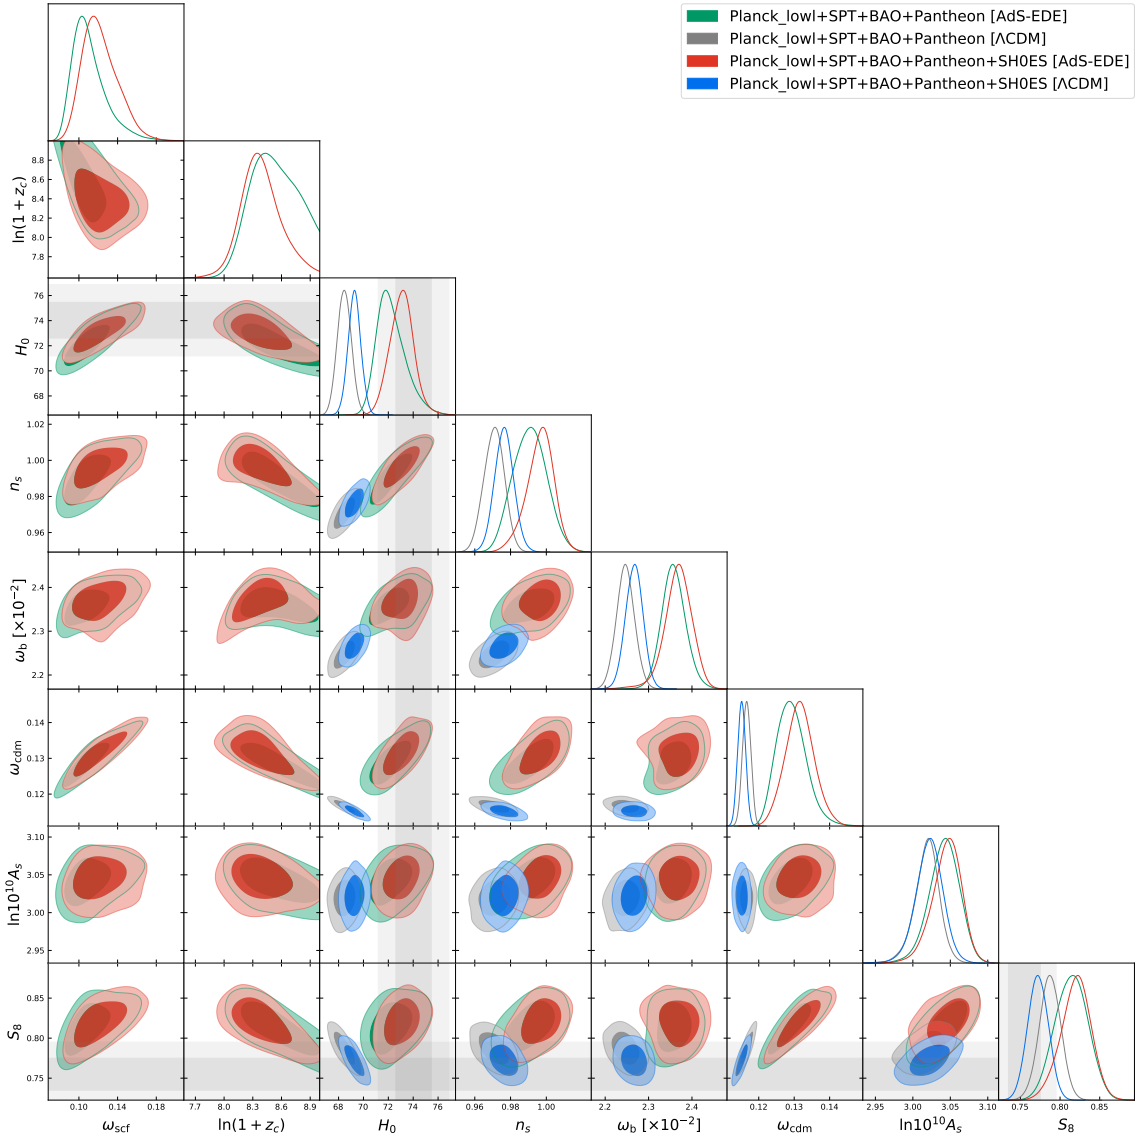 Planck_lowl+SPT+BAO+Pantheon [AdS-EDE]
Planck_lowl+SPT+BAO+Pantheon [ΛCDM]
Planck_lowl+SPT+BAO+Pantheon+SH0ES [AdS-EDE]
Planck_lowl+SPT+BAO+Pantheon+SH0ES [ΛCDM]
ln(1 + z_c)
8.8
8.6
8.4
8.2
8.0
7.8
H_0
76
74
72
70
68
n_s
1.02
1.00
0.98
0.96
ω_b [×10^{-2}]
2.4
2.3
2.2
ω_cdm
0.14
0.13
0.12
ln10^{10}A_s
3.10
3.05
3.00
2.95
S_8
0.85
0.80
0.75
0.10 0.14 0.18
7.7 8.0 8.3 8.6 8.9
68 70 72 74 76
0.96 0.98 1.00
2.2 2.3 2.4
0.12 0.13 0.14
2.95 3.00 3.05 3.10
0.75 0.80 0.85
ω_scf
ln(1 + z_c)
H_0
n_s
ω_b [×10^{-2}]
ω_cdm
ln10^{10}A_s
S_8